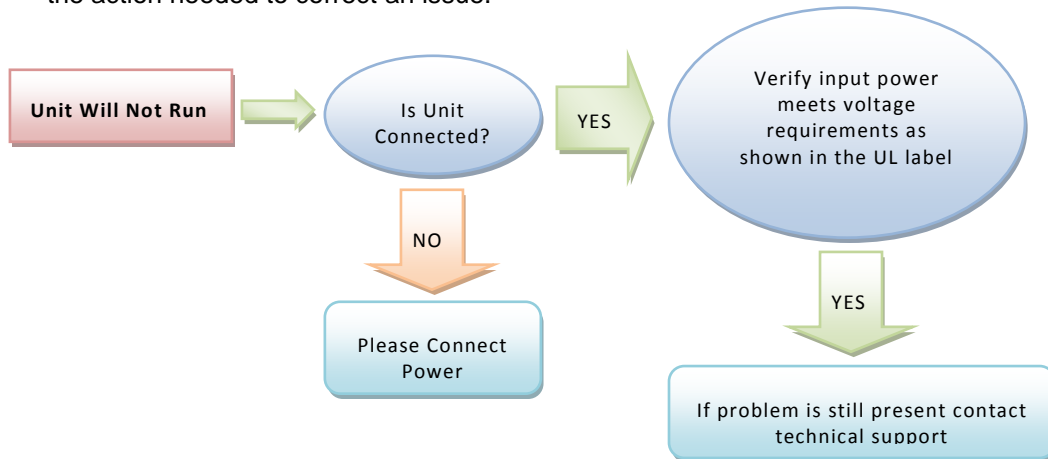 the action needed to correct an issue.
Unit Will Not Run
Is Unit
Connected?
YES
Verify input power
meets voltage
requirements as
shown in the UL label
NO
YES
Please Connect
Power
If problem is still present contact
technical support